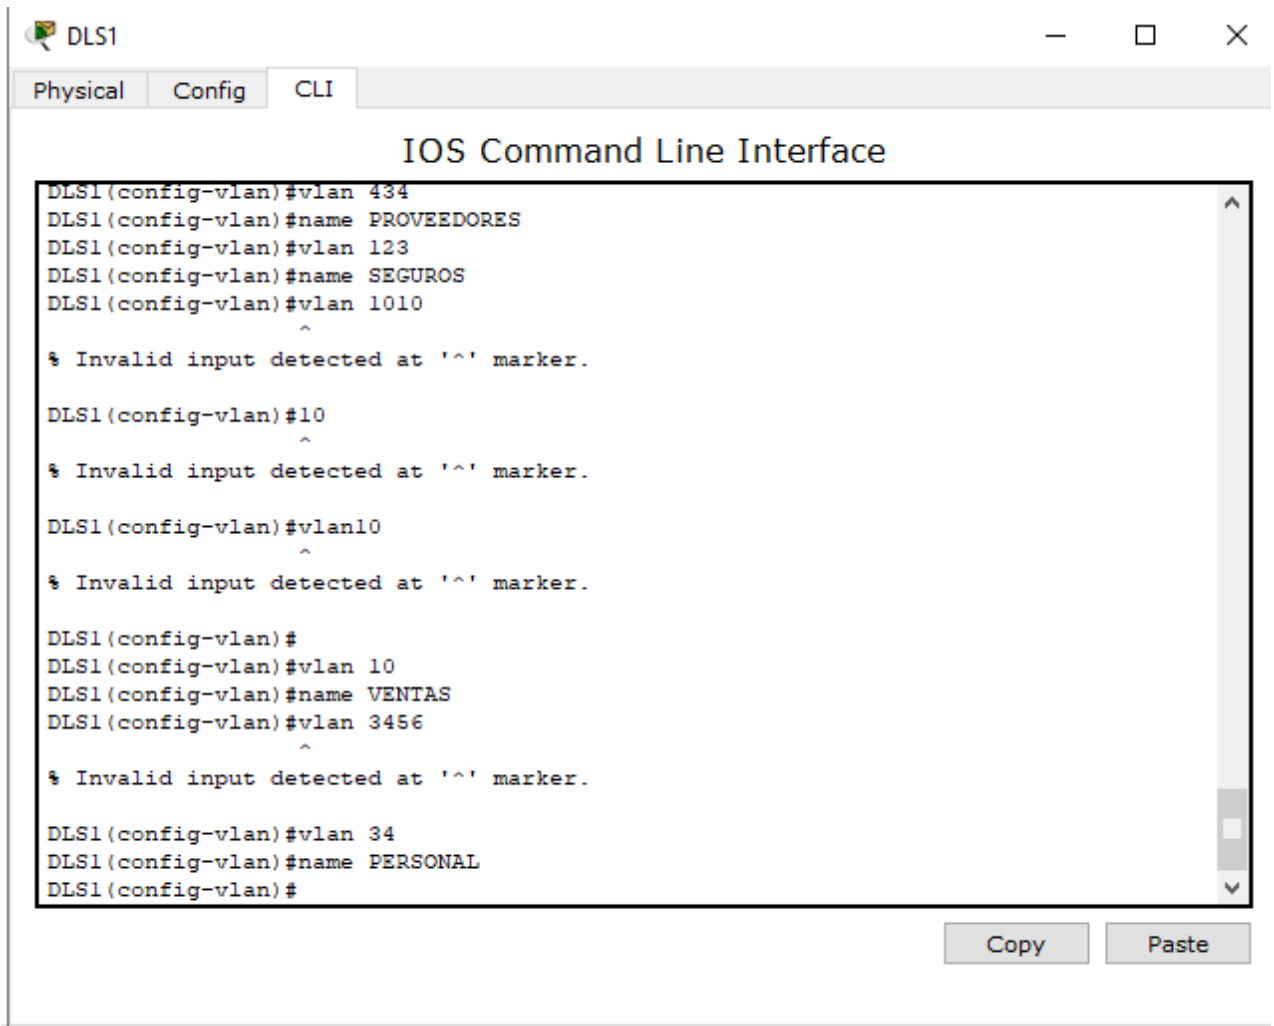 DLS1
Physical Config CLI
IOS Command Line Interface
DLS1(config-vlan)#vlan 434
DLS1(config-vlan)#name PROVEEDORES
DLS1(config-vlan)#vlan 123
DLS1(config-vlan)#name SEGUROS
DLS1(config-vlan)#vlan 1010
^
% Invalid input detected at '^' marker.
DLS1(config-vlan)#10
^
% Invalid input detected at '^' marker.
DLS1(config-vlan)#vlan10
^
% Invalid input detected at '^' marker.
DLS1(config-vlan)#
DLS1(config-vlan)#vlan 10
DLS1(config-vlan)#name VENTAS
DLS1(config-vlan)#vlan 3456
^
% Invalid input detected at '^' marker.
DLS1(config-vlan)#vlan 34
DLS1(config-vlan)#name PERSONAL
DLS1(config-vlan)#
Copy Paste